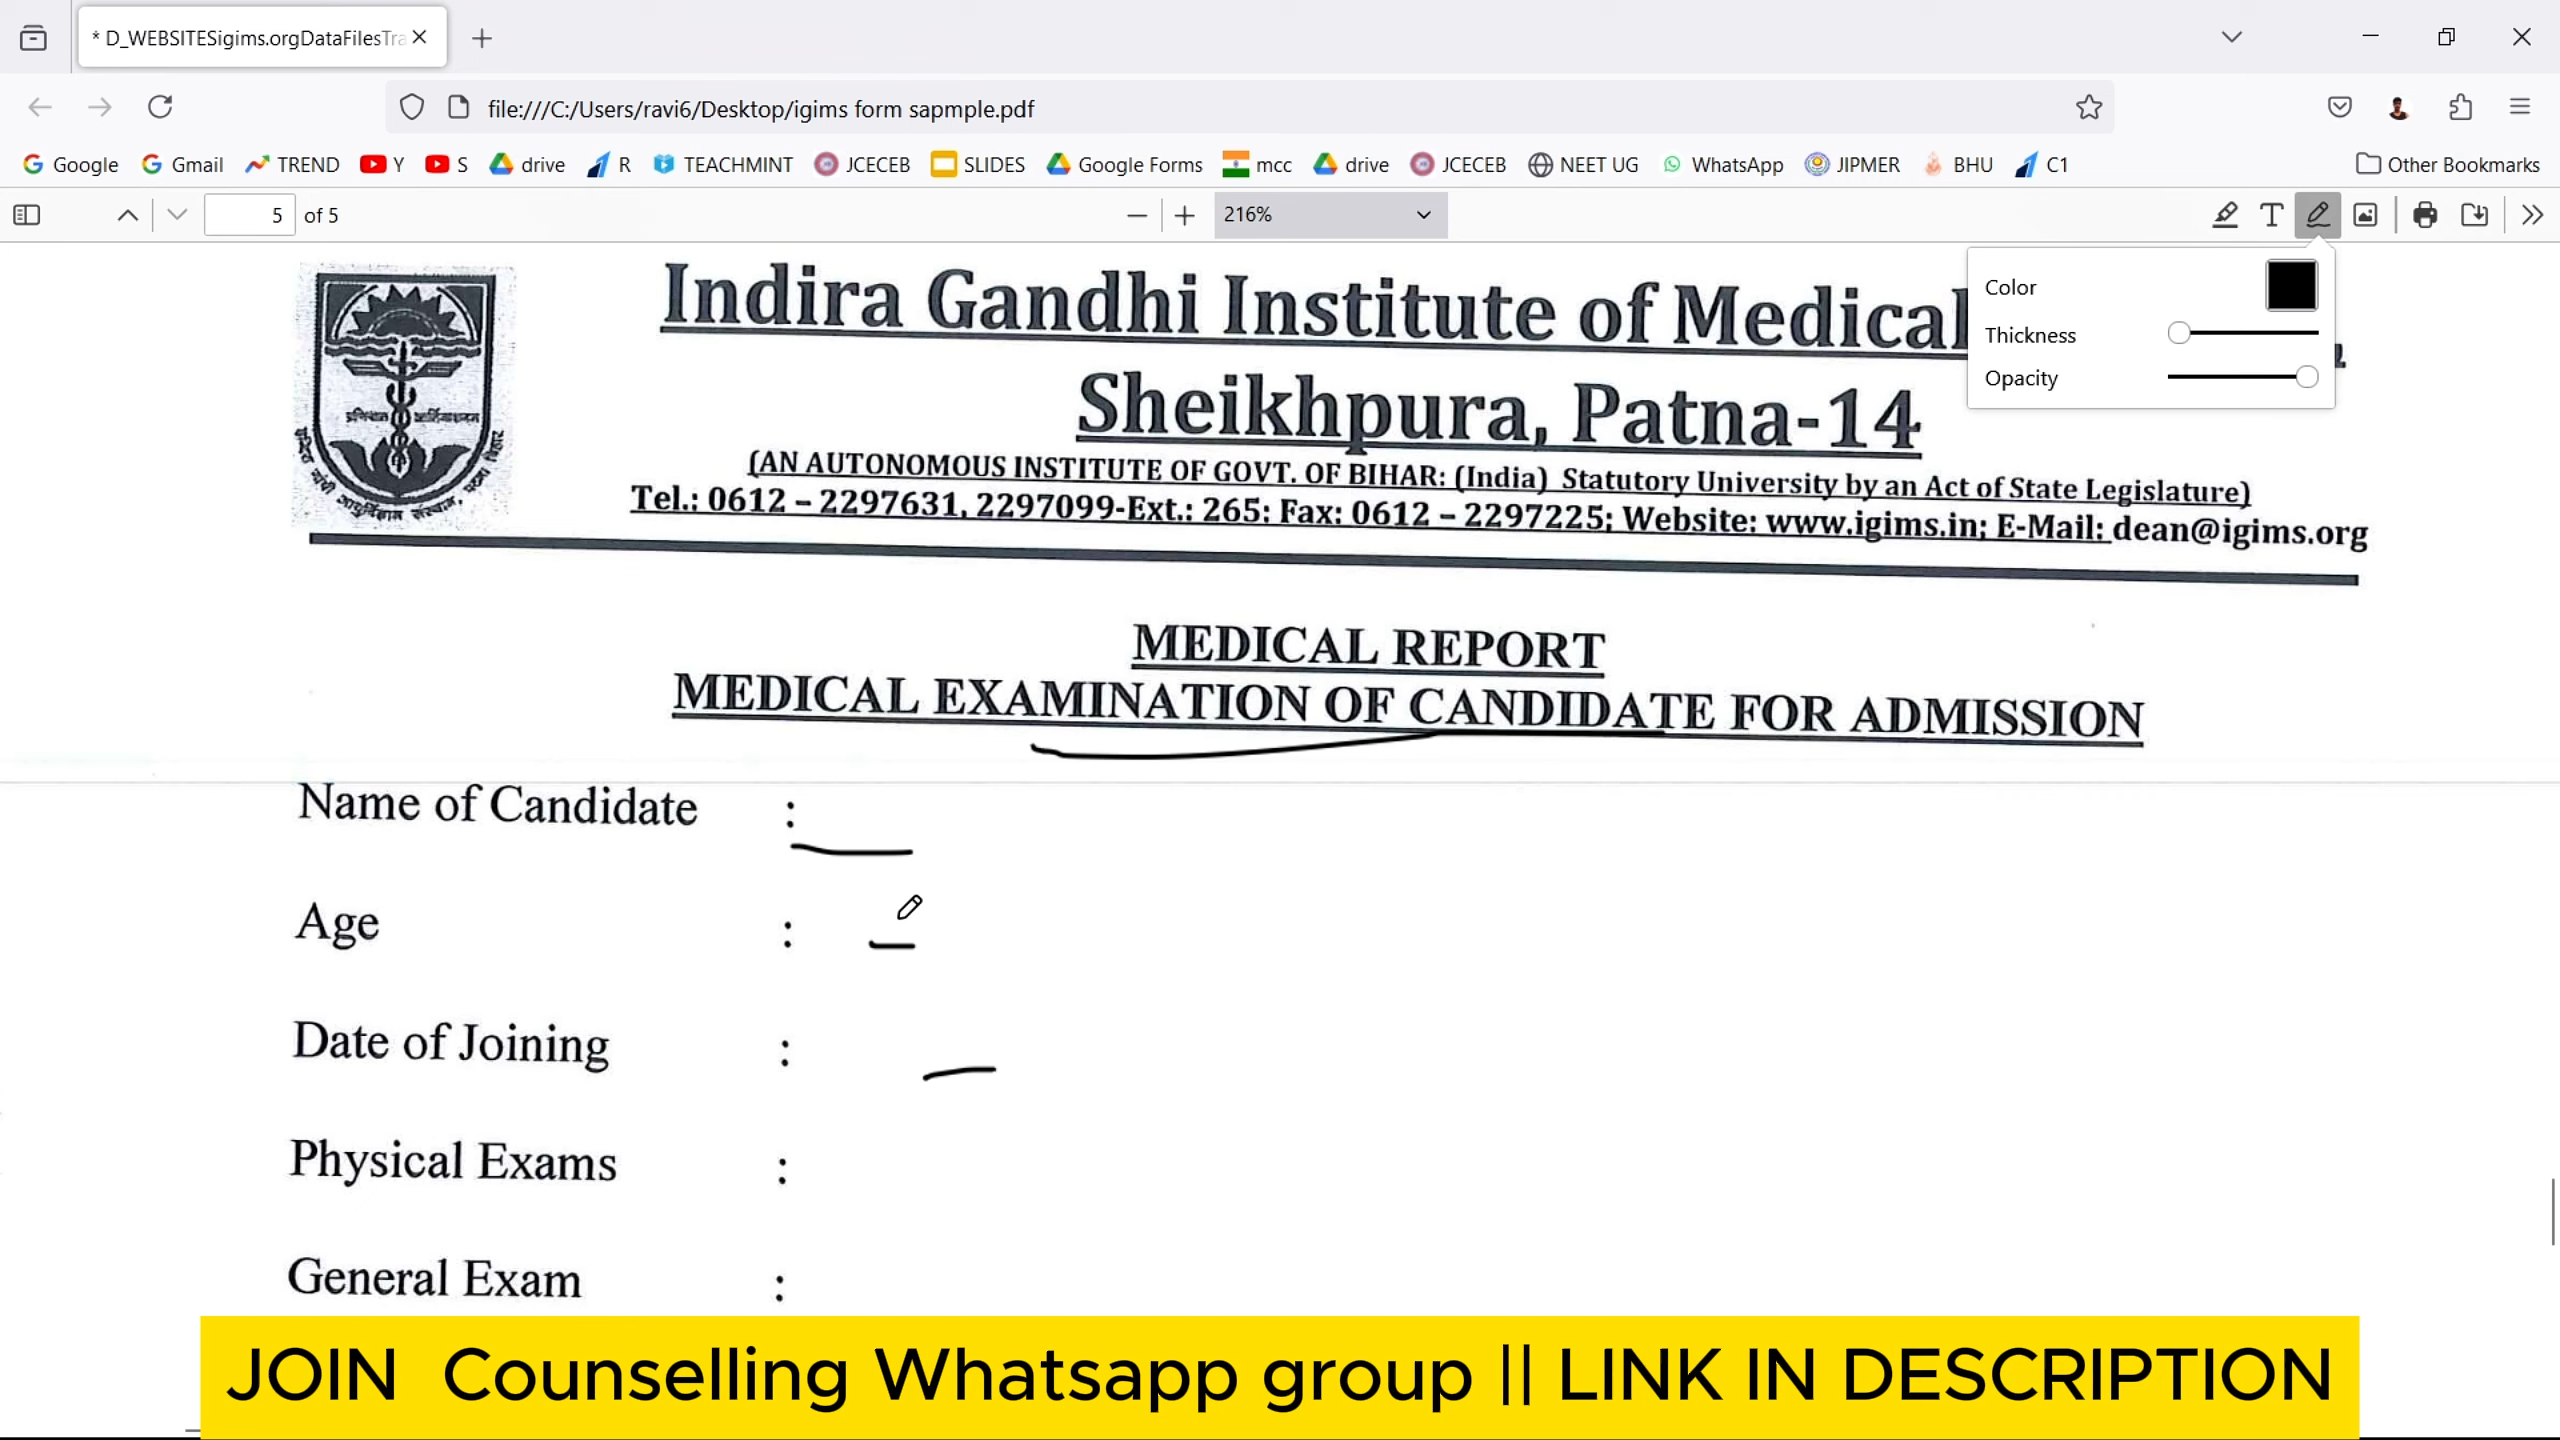 * D_WEBSITESigims.orgDataFilesTra
file:///C:/Users/ravi6/Desktop/igims form sapmple.pdf
Google Gmail TREND Y S drive R TEACHMINT JCECEB SLIDES Google Forms mcc drive JCECEB NEET UG WhatsApp JIPMER BHU C1 Other Bookmarks
5 of 5 216%
Color
Thickness
Opacity
Indira Gandhi Institute of Medical
Sheikhpura, Patna-14
(AN AUTONOMOUS INSTITUTE OF GOVT. OF BIHAR: (India) Statutory University by an Act of State Legislature)
Tel.: 0612 – 2297631, 2297099-Ext.: 265; Fax: 0612 – 2297225; Website: www.igims.in; E-Mail: dean@igims.org
MEDICAL REPORT
MEDICAL EXAMINATION OF CANDIDATE FOR ADMISSION
Name of Candidate :
Age :
Date of Joining :
Physical Exams :
General Exam :
JOIN Counselling Whatsapp group || LINK IN DESCRIPTION